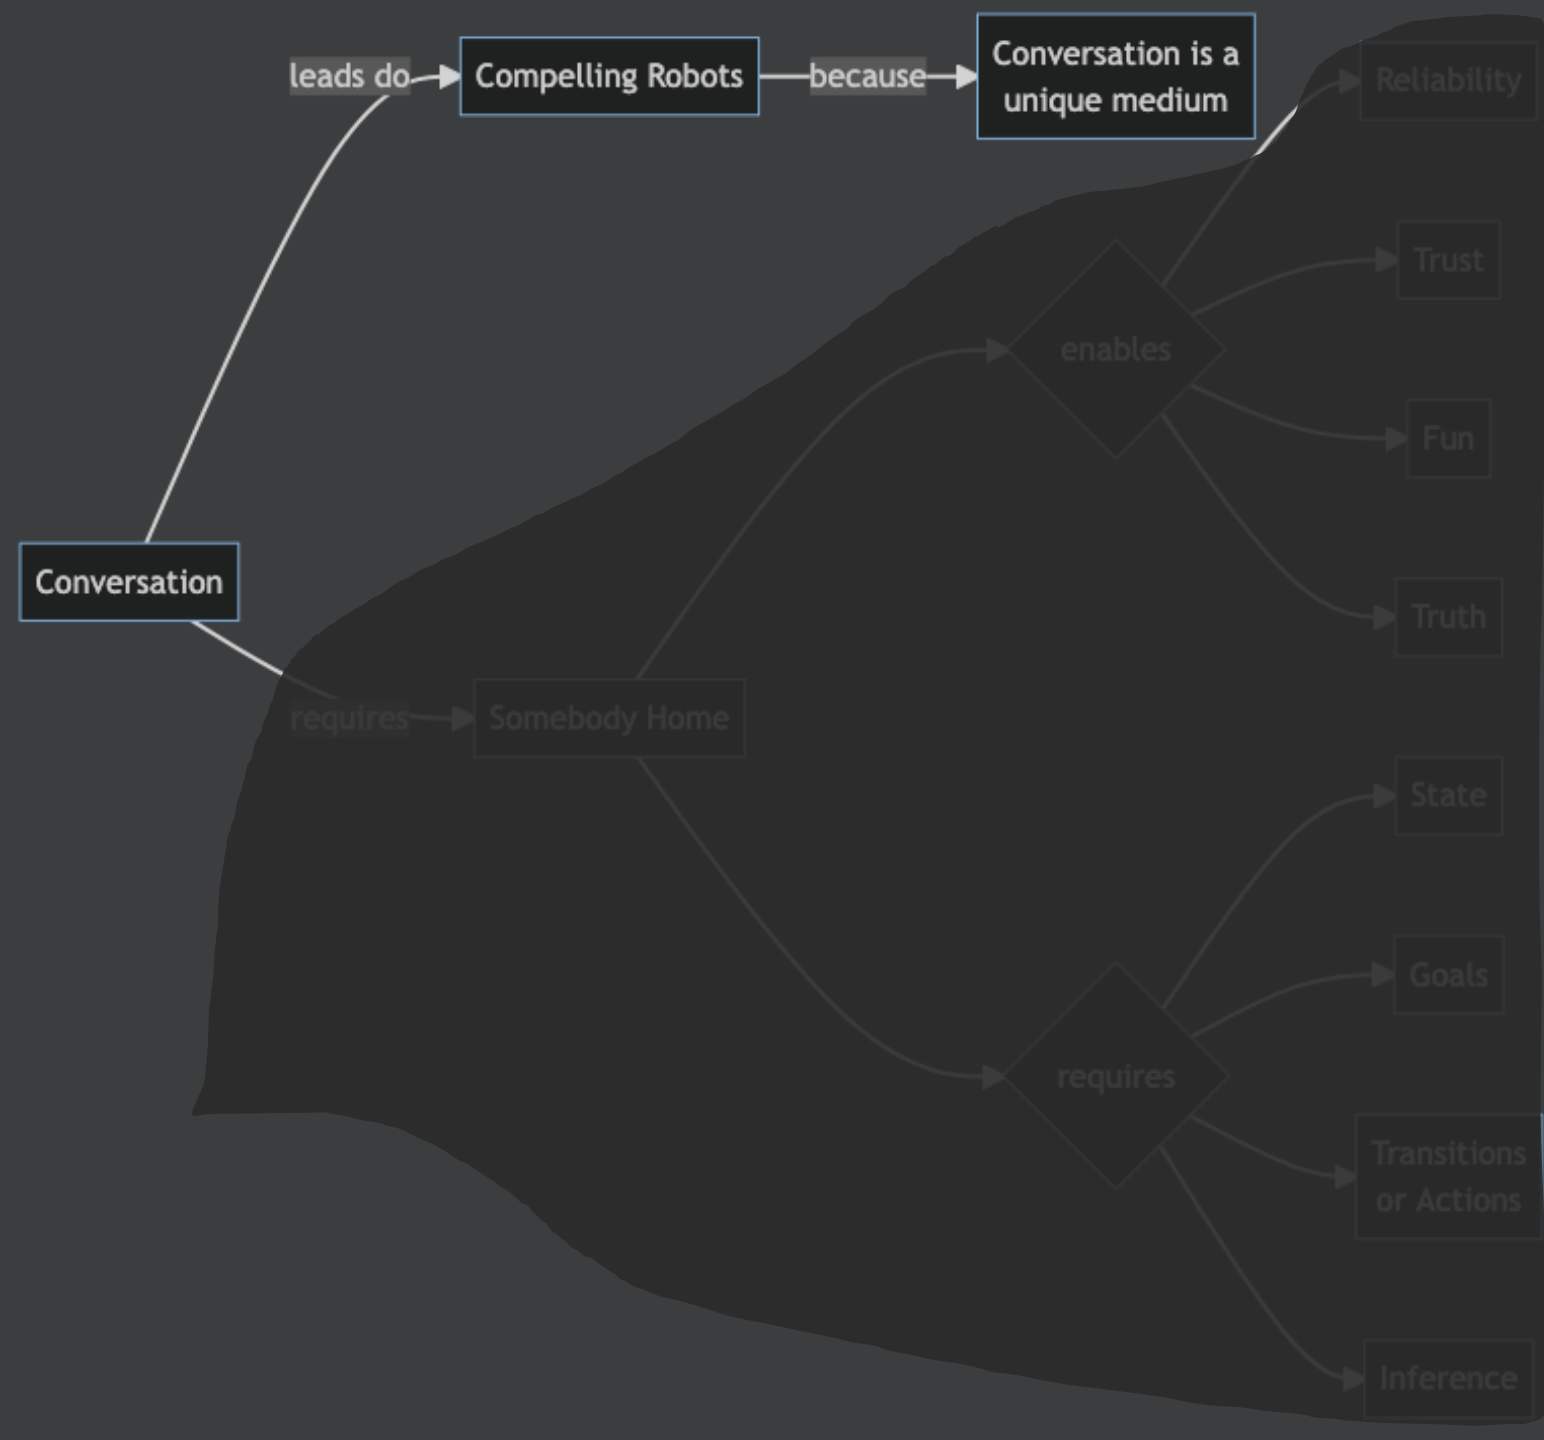 leads do
Compelling Robots
because
Conversation is a
unique medium
Reliability
Trust
enables
Fun
Conversation
Truth
requires
Somebody Home
State
Goals
requires
Transitions
or Actions
Inference